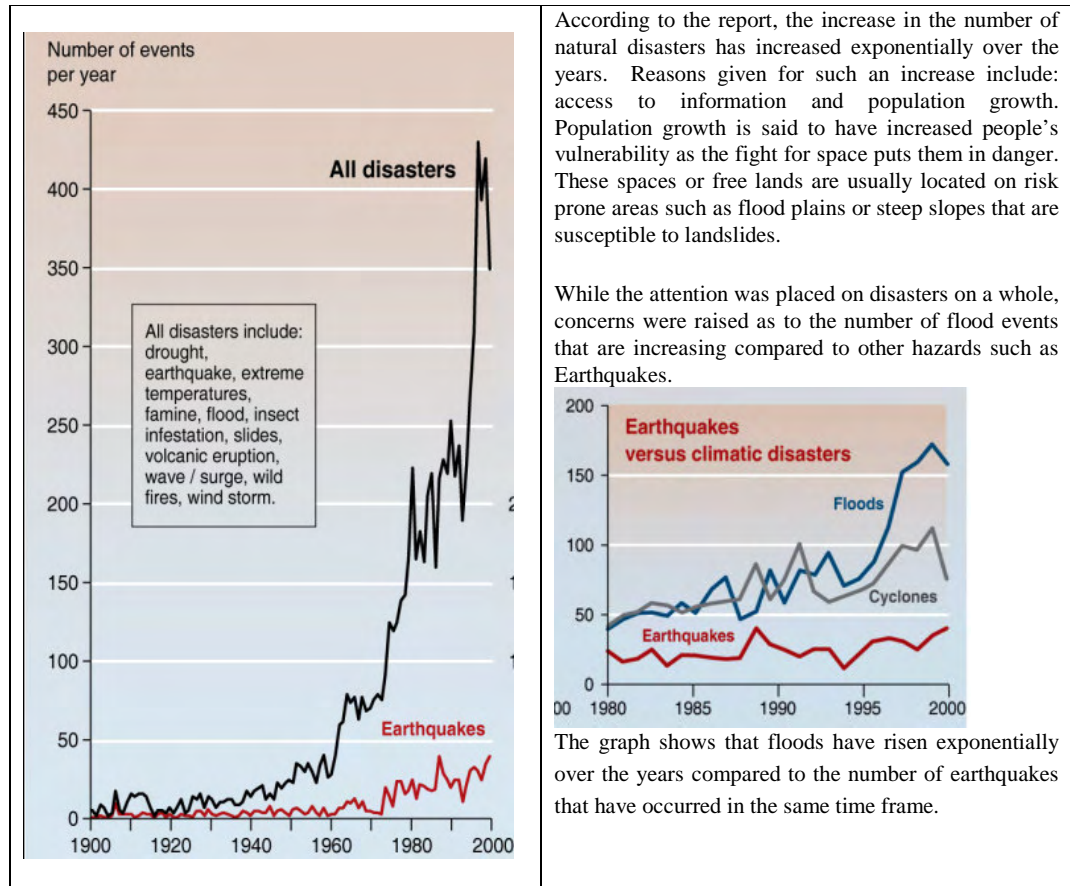 Number of events
per year
450
400
350
300
250
200
150
100
50
0
All disasters
All disasters include:
drought,
earthquake, extreme
temperatures,
famine, flood, insect
infestation, slides,
volcanic eruption,
wave / surge, wild
fires, wind storm.
Earthquakes
1900 1920 1940 1960 1980 2000
According to the report, the increase in the number of
natural disasters has increased exponentially over the
years. Reasons given for such an increase include:
access to information and population growth.
Population growth is said to have increased people's
vulnerability as the fight for space puts them in danger.
These spaces or free lands are usually located on risk
prone areas such as flood plains or steep slopes that are
susceptible to landslides.
While the attention was placed on disasters on a whole,
concerns were raised as to the number of flood events
that are increasing compared to other hazards such as
Earthquakes.
200
150
100
50
0
Earthquakes
versus climatic disasters
Floods
Cyclones
Earthquakes
00 1980 1985 1990 1995 2000
The graph shows that floods have risen exponentially
over the years compared to the number of earthquakes
that have occurred in the same time frame.